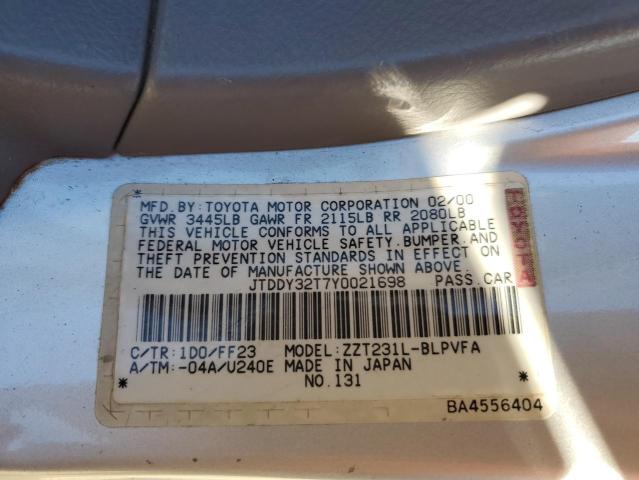 MFD.BY:TOYOTA MOTOR CORPORATION 02/00
GVWR 3445LB GAWR FR 2115LB RR 2080LB
THIS VEHICLE CONFORMS TO ALL APPLICABLE
FEDERAL MOTOR VEHICLE SAFETY.BUMPER.AND
THEFT PREVENTION STANDARDS IN EFFECT ON
THE DATE OF MANUFACTURE SHOWN ABOVE.
JTDDY32T7Y0021698 PASS.CAR
TOYOTA
C/TR:1D0/FF23 MODEL:ZZT231L-BLPVFA
A/TM:-04A/U240E MADE IN JAPAN
* NO.131 *
BA4556404